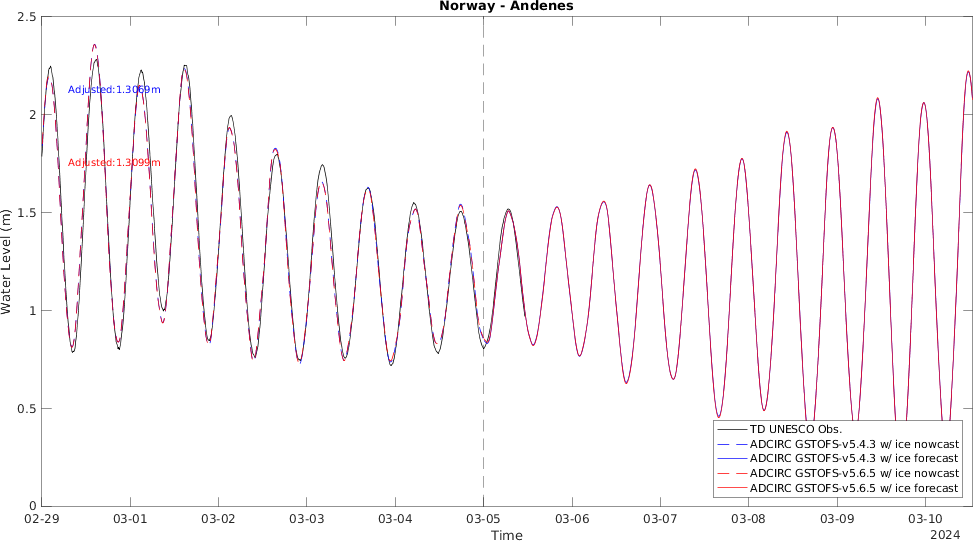 Norway - Andenes
2.5
2
1.5
1
0.5
0
Water Level (m)
Adjusted:1.3069m
Adjusted:1.3099m
TD UNESCO Obs.
ADCIRC GSTOFS-v5.4.3 w/ ice nowcast
ADCIRC GSTOFS-v5.4.3 w/ ice forecast
ADCIRC GSTOFS-v5.6.5 w/ ice nowcast
ADCIRC GSTOFS-v5.6.5 w/ ice forecast
02-29 03-01 03-02 03-03 03-04 03-05 03-06 03-07 03-08 03-09 03-10
Time
2024